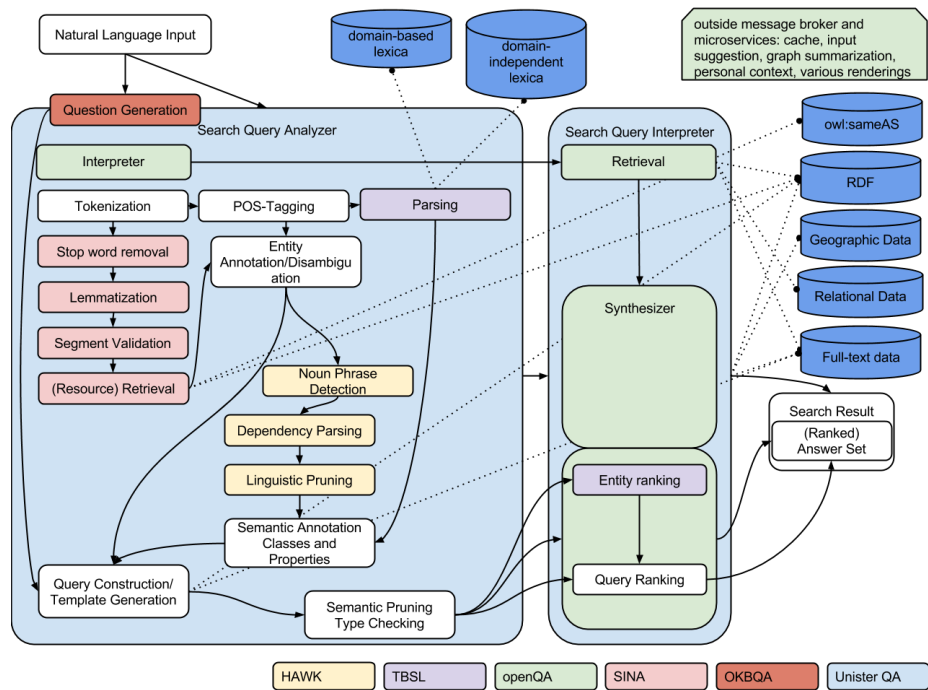 Natural Language Input
domain-based
lexica
domain-
independent
lexica
outside message broker and
microservices: cache, input
suggestion, graph summarization,
personal context, various renderings
Question Generation
Search Query Analyzer
Search Query Interpreter
owl:sameAS
Interpreter
Retrieval
RDF
Tokenization
POS-Tagging
Parsing
Stop word removal
Entity
Annotation/Disambigu
uation
Geographic Data
Lemmatization
Relational Data
Synthesizer
Segment Validation
Full-text data
(Resource) Retrieval
Noun Phrase
Detection
Search Result
(Ranked)
Answer Set
Dependency Parsing
Linguistic Pruning
Entity ranking
Semantic Annotation
Classes and
Properties
Query Construction/
Template Generation
Query Ranking
Semantic Pruning
Type Checking
HAWK
TBSL
openQA
SINA
OKBQA
Unister QA